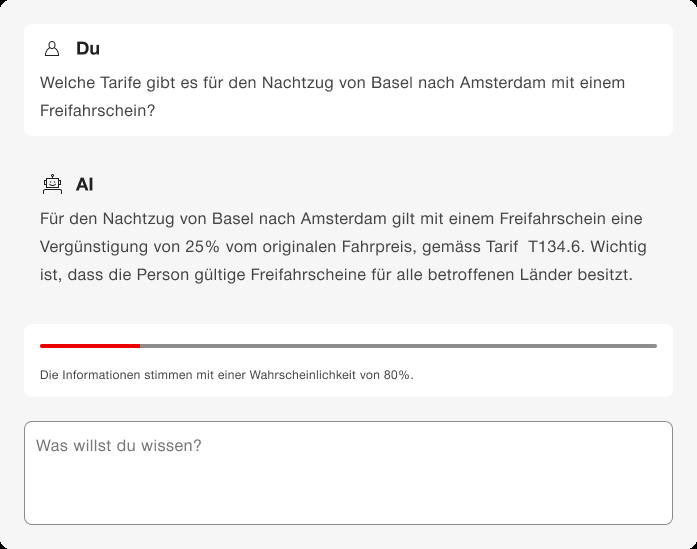 Du
Welche Tarife gibt es für den Nachtzug von Basel nach Amsterdam mit einem
Freifahrschein?
AI
Für den Nachtzug von Basel nach Amsterdam gilt mit einem Freifahrschein eine
Vergünstigung von 25% vom originalen Fahrpreis, gemäss Tarif T134.6. Wichtig
ist, dass die Person gültige Freifahrscheine für alle betroffenen Länder besitzt.
Die Informationen stimmen mit einer Wahrscheinlichkeit von 80%.
Was willst du wissen?